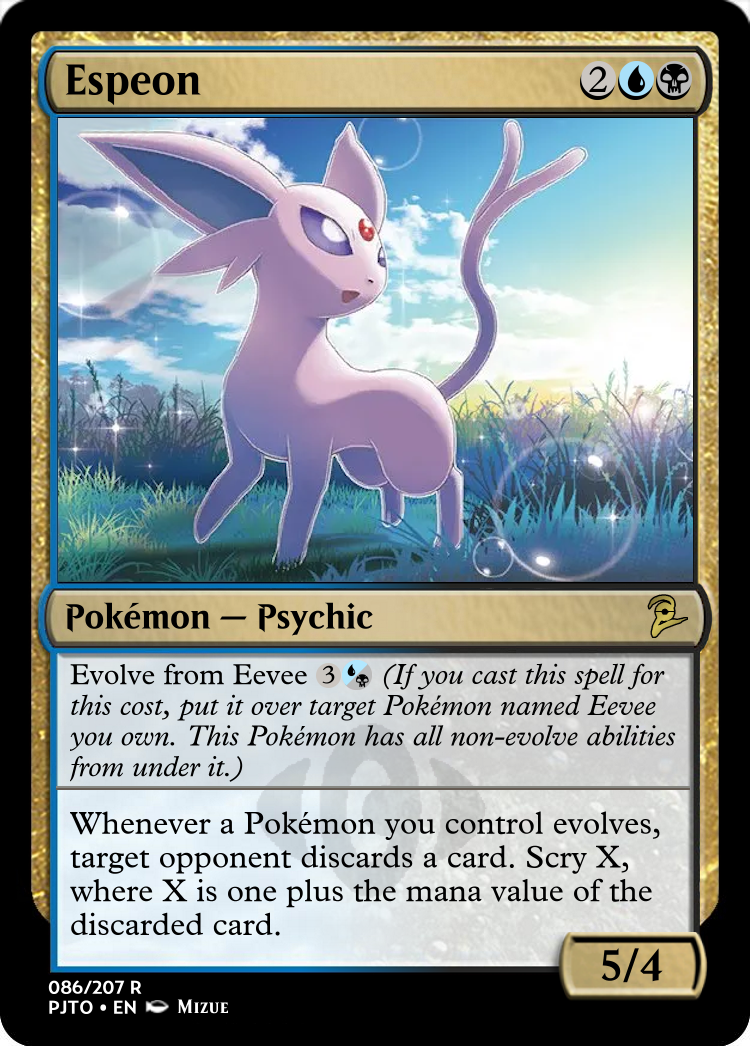 Espeon 2
Pokémon — Psychic
Evolve from Eevee 3 (If you cast this spell for
this cost, put it over target Pokémon named Eevee
you own. This Pokémon has all non-evolve abilities
from under it.)
Whenever a Pokémon you control evolves,
target opponent discards a card. Scry X,
where X is one plus the mana value of the
discarded card.
5/4
086/207 R
PJTO • EN Mizue